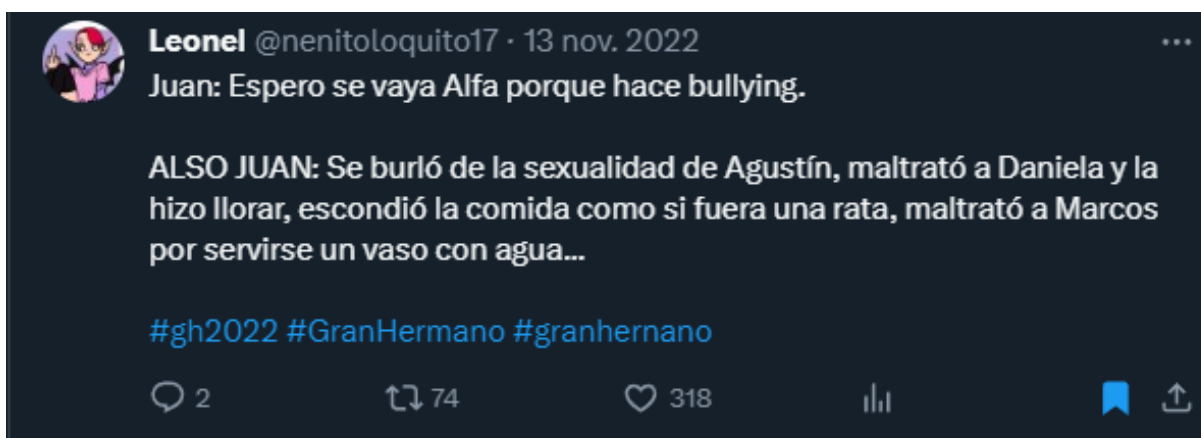 Leonel @nenitoloquito17 · 13 nov. 2022
Juan: Espero se vaya Alfa porque hace bullying.
ALSO JUAN: Se burló de la sexualidad de Agustín, maltrató a Daniela y la
hizo llorar, escondió la comida como si fuera una rata, maltrató a Marcos
por servirse un vaso con agua...
#gh2022 #GranHermano #granhernano
2 74 318